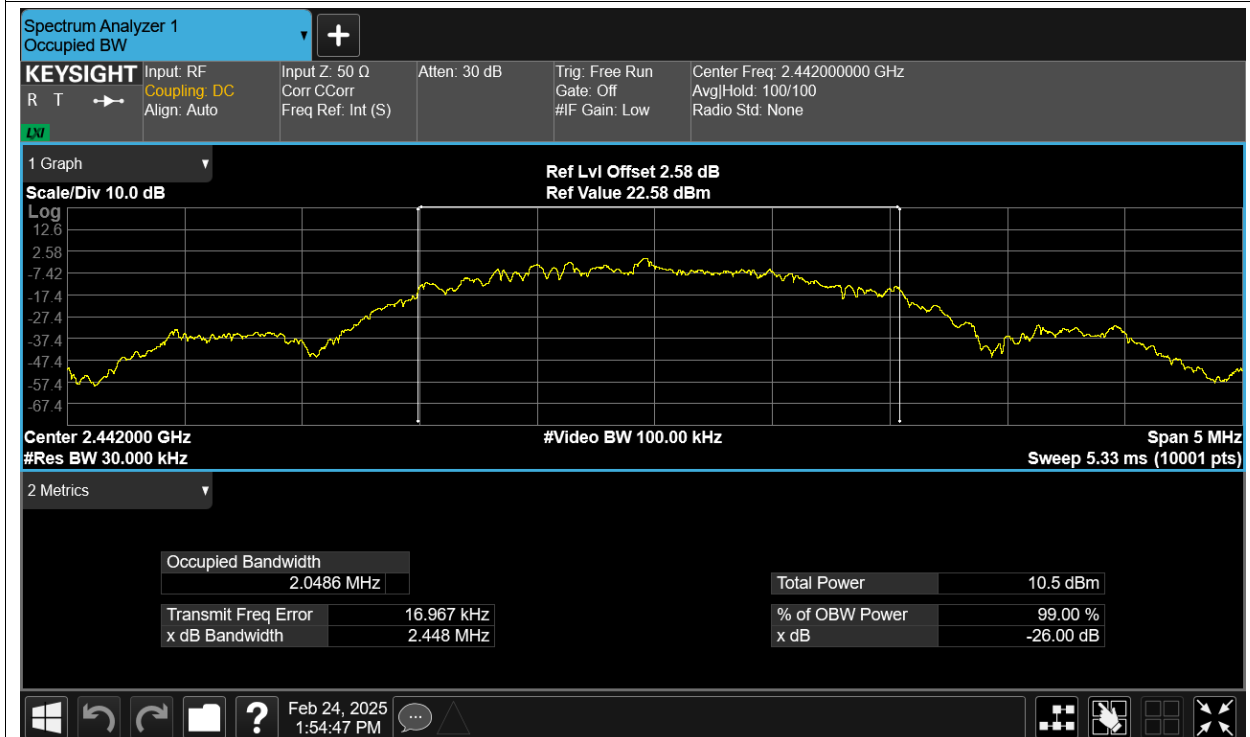 Spectrum Analyzer 1
Occupied BW
KEYSIGHT
R T
LXI
Input: RF
Coupling: DC
Align: Auto
Input Z: 50 Ω
Corr CCorr
Freq Ref: Int (S)
Atten: 30 dB
Trig: Free Run
Gate: Off
#IF Gain: Low
Center Freq: 2.442000000 GHz
Avg|Hold: 100/100
Radio Std: None
1 Graph
Scale/Div 10.0 dB
Ref Lvl Offset 2.58 dB
Ref Value 22.58 dBm
Log
12.6
2.58
-7.42
-17.4
-27.4
-37.4
-47.4
-57.4
-67.4
Center 2.442000 GHz
#Res BW 30.000 kHz
#Video BW 100.00 kHz
Span 5 MHz
Sweep 5.33 ms (10001 pts)
2 Metrics
Occupied Bandwidth
2.0486 MHz
Transmit Freq Error 16.967 kHz
x dB Bandwidth 2.448 MHz
Total Power 10.5 dBm
% of OBW Power 99.00 %
x dB -26.00 dB
Feb 24, 2025
1:54:47 PM